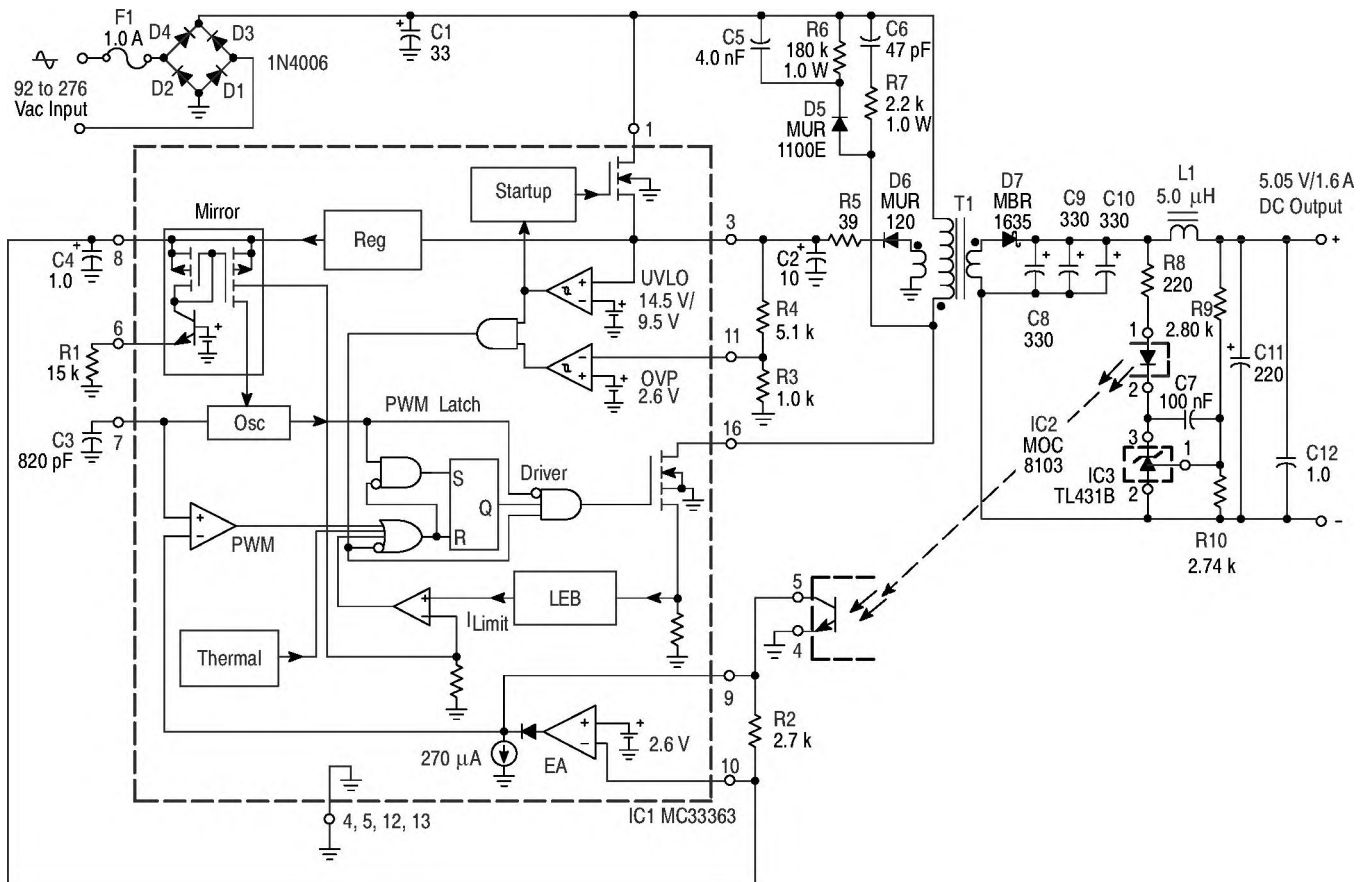 F1
1.0 A
D4
D3
D2
D1
1N4006
92 to 276
Vac Input
C1
33
C5
4.0 nF
R6
180 k
1.0 W
C6
47 pF
R7
2.2 k
1.0 W
D5
MUR
1100E
1
Startup
Mirror
Reg
8
C4
1.0
6
R1
15 k
C3
820 pF
7
Osc
UVLO
14.5 V/
9.5 V
OVP
2.6 V
3
C2
10
R5
39
D6
MUR
120
T1
D7
MBR
1635
C9
330
C10
330
L1
5.0 μH
5.05 V/1.6 A
DC Output
+
-
R4
5.1 k
11
R3
1.0 k
16
C8
330
R8
220
R9
2.80 k
1
2
C7
100 nF
C11
220
C12
1.0
IC2
MOC
8103
3
1
IC3
TL431B
2
R10
2.74 k
PWM Latch
S
Q
R
Driver
PWM
LEB
ILimit
Thermal
5
4
9
R2
2.7 k
10
270 μA
EA
2.6 V
4, 5, 12, 13
IC1 MC33363